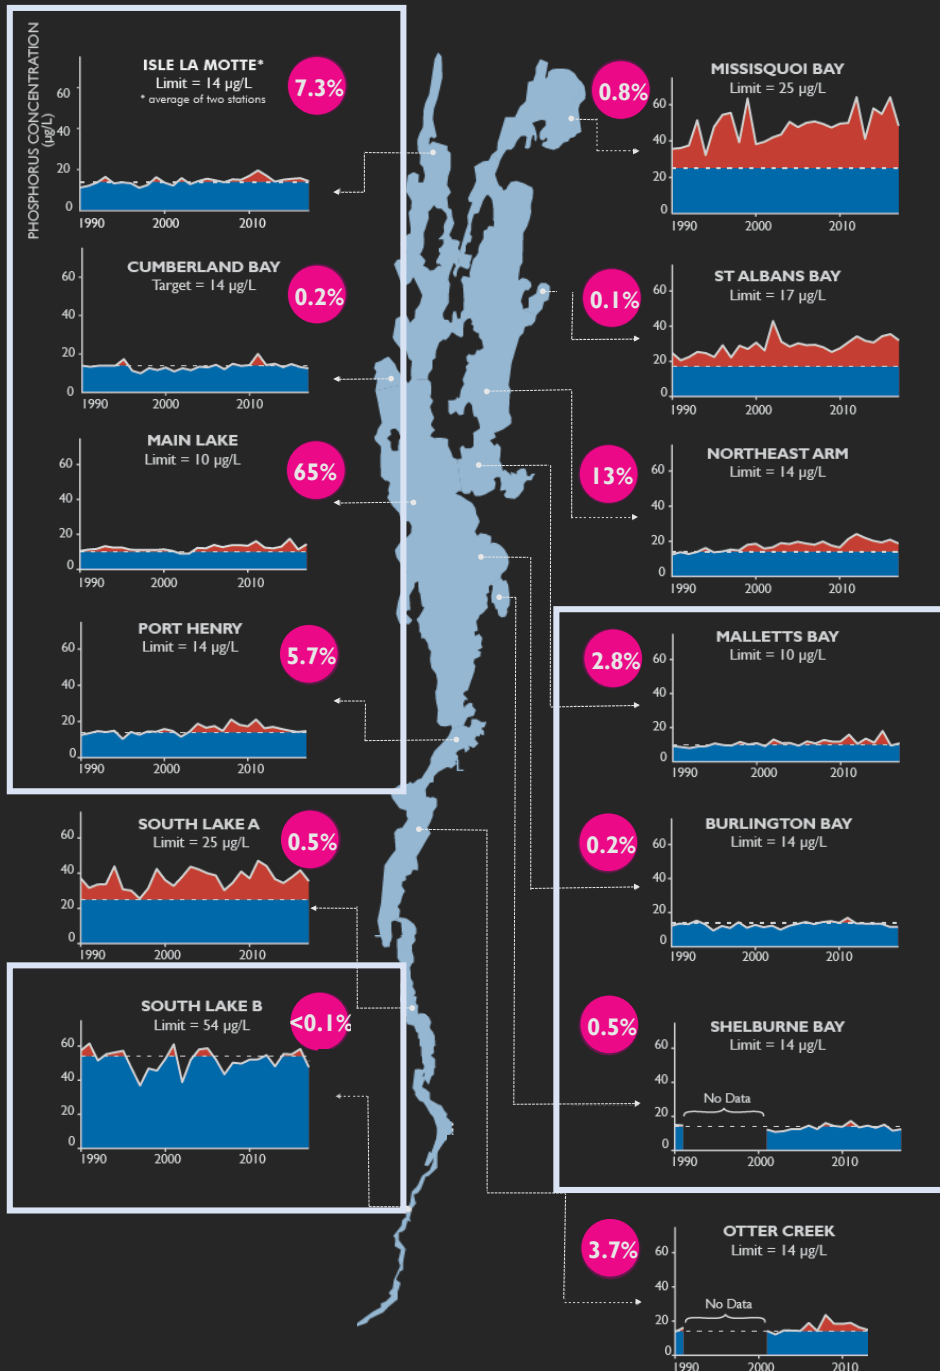 PHOSPHORUS CONCENTRATION
(µg/L)
ISLE LA MOTTE*
Limit = 14 µg/L
* average of two stations
7.3%
60
40
20
0
1990 2000 2010
CUMBERLAND BAY
Target = 14 µg/L
0.2%
60
40
20
0
1990 2000 2010
MAIN LAKE
Limit = 10 µg/L
65%
60
40
20
0
1990 2000 2010
PORT HENRY
Limit = 14 µg/L
5.7%
60
40
20
0
1990 2000 2010
SOUTH LAKE A
Limit = 25 µg/L
0.5%
60
40
20
0
1990 2000 2010
SOUTH LAKE B
Limit = 54 µg/L
<0.1%
60
40
20
0
1990 2000 2010
MISSISQUOI BAY
Limit = 25 µg/L
0.8%
60
40
20
0
1990 2000 2010
ST ALBANS BAY
Limit = 17 µg/L
0.1%
60
40
20
0
1990 2000 2010
NORTHEAST ARM
Limit = 14 µg/L
13%
60
40
20
0
1990 2000 2010
MALLETTS BAY
Limit = 10 µg/L
2.8%
60
40
20
0
1990 2000 2010
BURLINGTON BAY
Limit = 14 µg/L
0.2%
60
40
20
0
1990 2000 2010
SHELBURNE BAY
Limit = 14 µg/L
0.5%
No Data
60
40
20
0
1990 2000 2010
OTTER CREEK
Limit = 14 µg/L
3.7%
No Data
60
40
20
0
1990 2000 2010